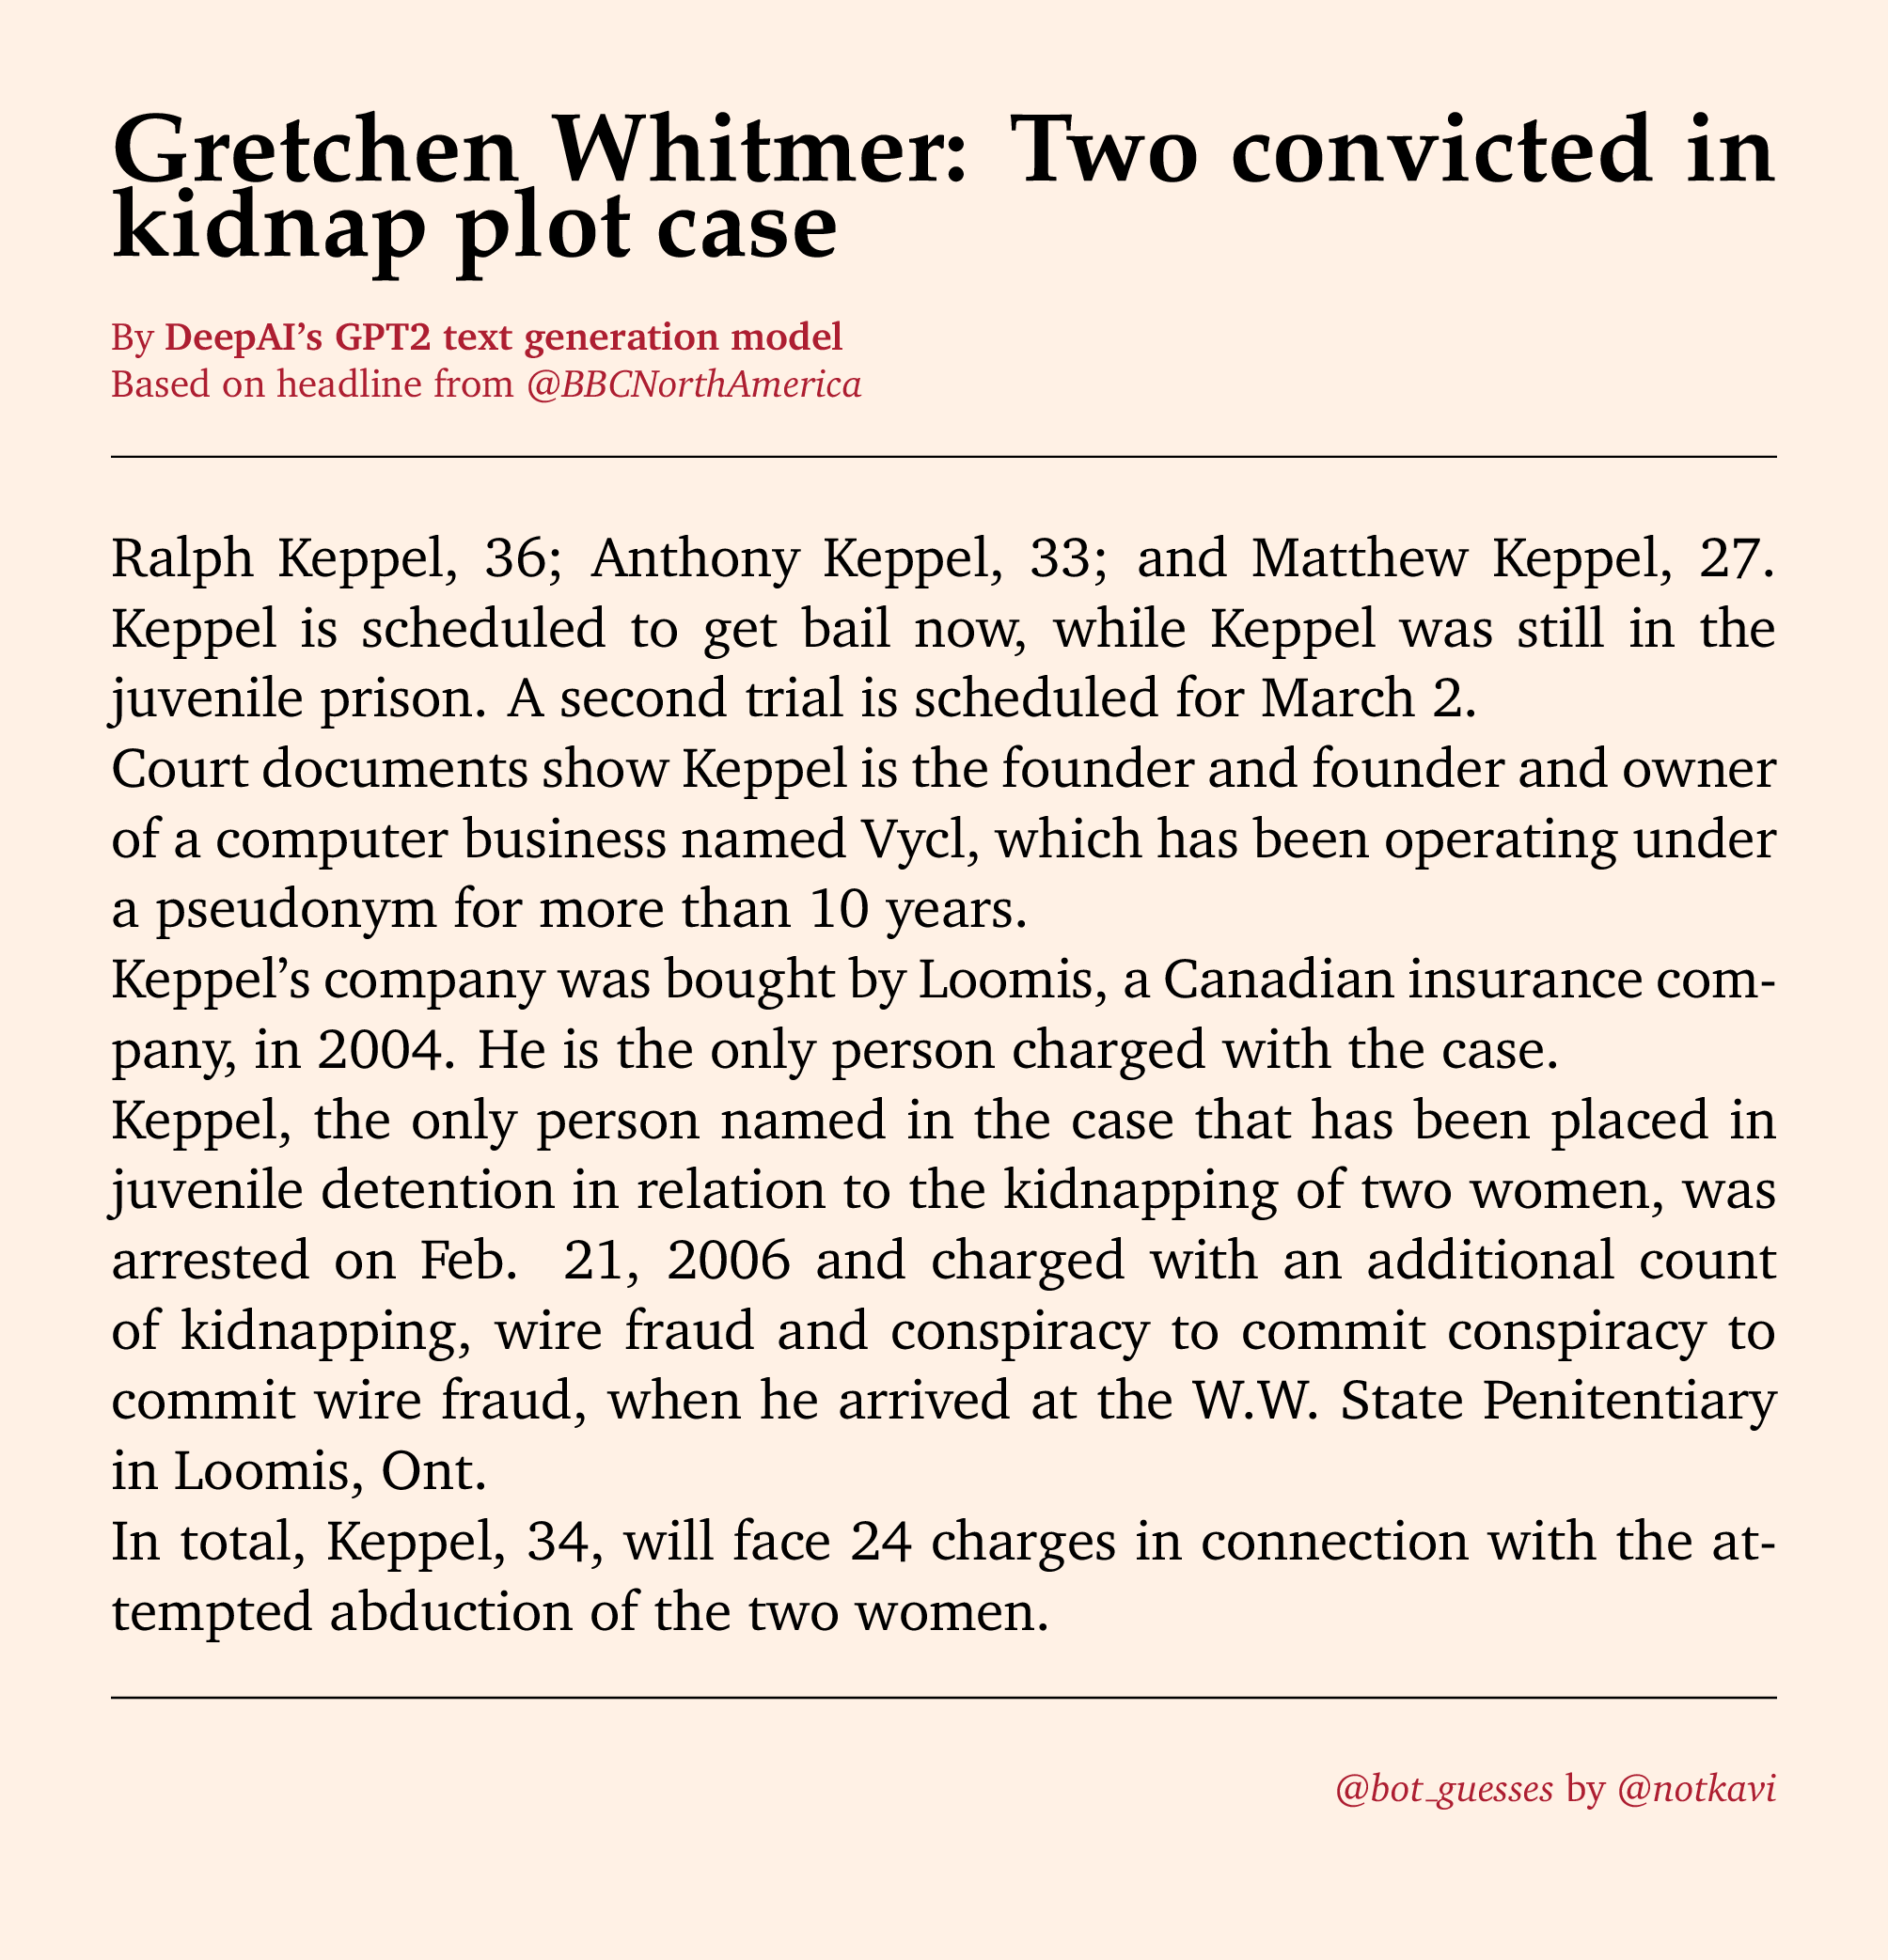 Gretchen Whitmer: Two convicted in
kidnap plot case
By DeepAI’s GPT2 text generation model
Based on headline from @BBCNorthAmerica
Ralph Keppel, 36; Anthony Keppel, 33; and Matthew Keppel, 27.
Keppel is scheduled to get bail now, while Keppel was still in the
juvenile prison. A second trial is scheduled for March 2.
Court documents show Keppel is the founder and founder and owner
of a computer business named Vycl, which has been operating under
a pseudonym for more than 10 years.
Keppel’s company was bought by Loomis, a Canadian insurance com-
pany, in 2004. He is the only person charged with the case.
Keppel, the only person named in the case that has been placed in
juvenile detention in relation to the kidnapping of two women, was
arrested on Feb. 21, 2006 and charged with an additional count
of kidnapping, wire fraud and conspiracy to commit conspiracy to
commit wire fraud, when he arrived at the W.W. State Penitentiary
in Loomis, Ont.
In total, Keppel, 34, will face 24 charges in connection with the at-
tempted abduction of the two women.
@bot_guesses by @notkavi